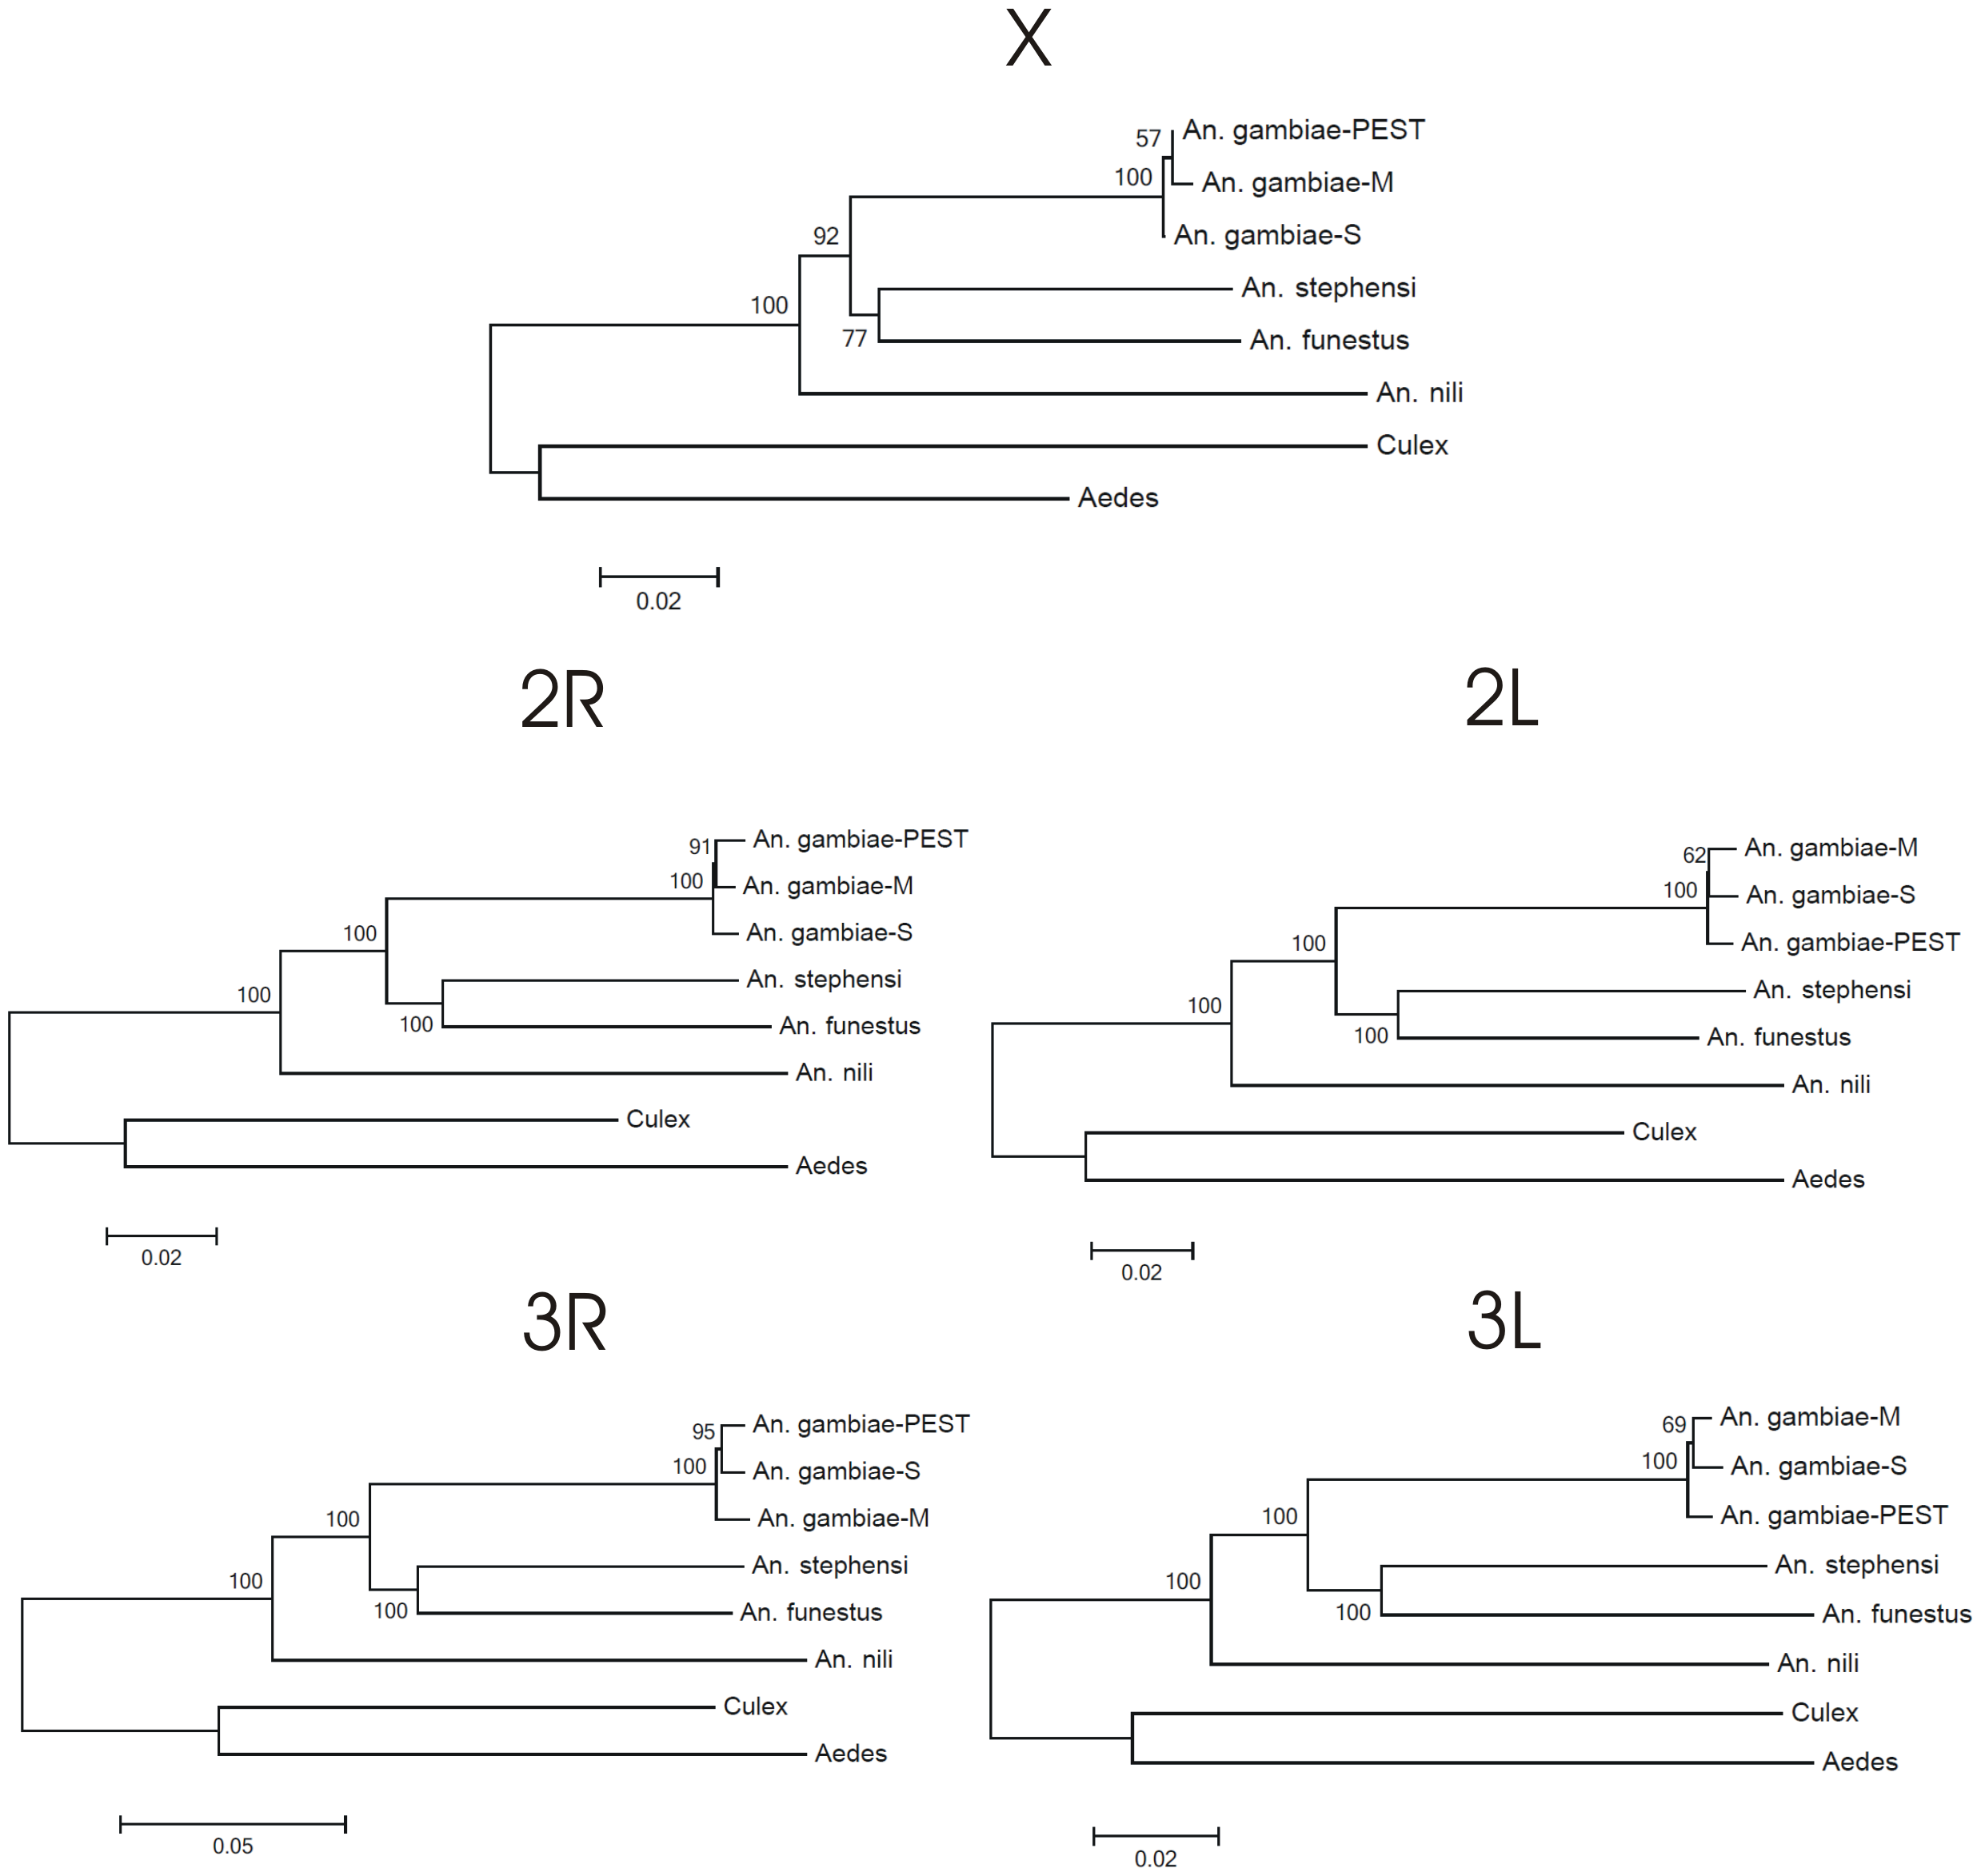 X
57
An. gambiae-PEST
100
An. gambiae-M
An. gambiae-S
92
An. stephensi
100
77
An. funestus
An. nili
Culex
Aedes
0.02
2R
91
An. gambiae-PEST
100
An. gambiae-M
An. gambiae-S
100
An. stephensi
100
100
An. funestus
An. nili
Culex
Aedes
0.02
2L
62
An. gambiae-M
100
An. gambiae-S
An. gambiae-PEST
100
An. stephensi
100
100
An. funestus
An. nili
Culex
Aedes
0.02
3R
95
An. gambiae-PEST
100
An. gambiae-S
An. gambiae-M
100
An. stephensi
100
100
An. funestus
An. nili
Culex
Aedes
0.05
3L
69
An. gambiae-M
100
An. gambiae-S
An. gambiae-PEST
100
An. stephensi
100
100
An. funestus
An. nili
Culex
Aedes
0.02